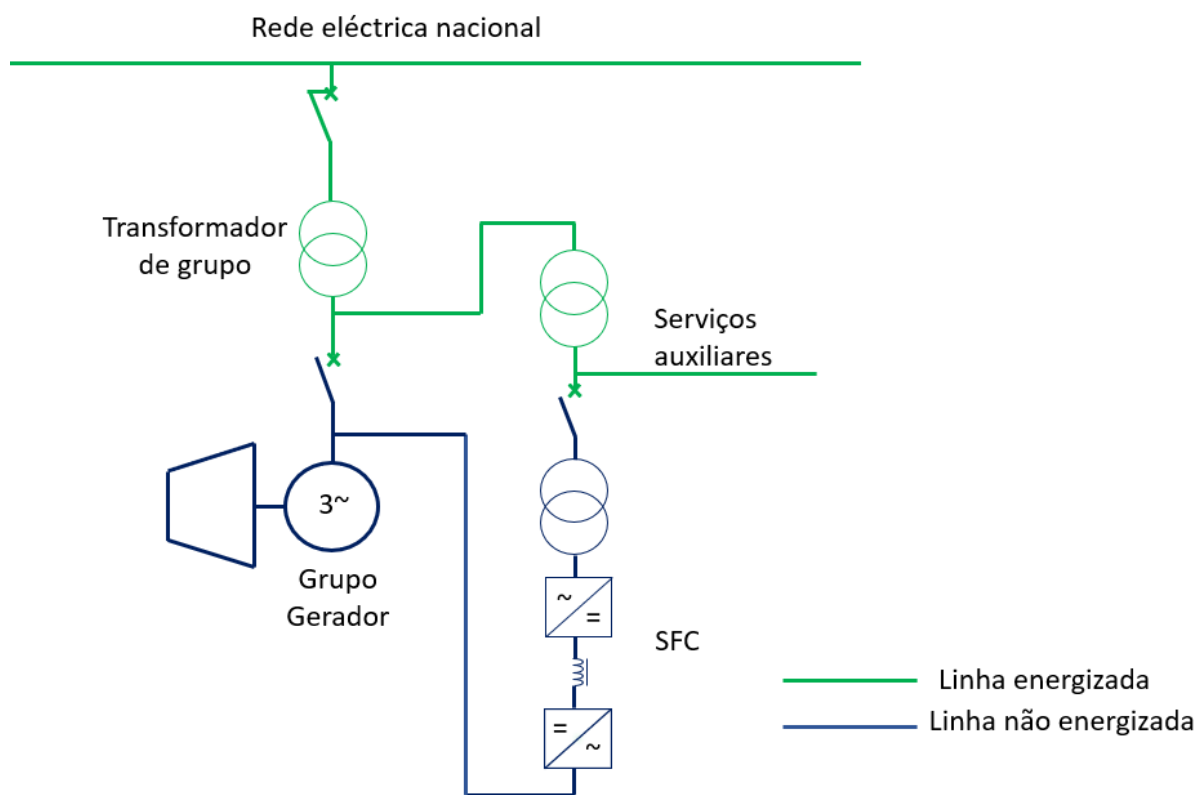 Rede eléctrica nacional
Transformador
de grupo
Serviços
auxiliares
3~
Grupo
Gerador
~
=
SFC
=
~
Linha energizada
Linha não energizada